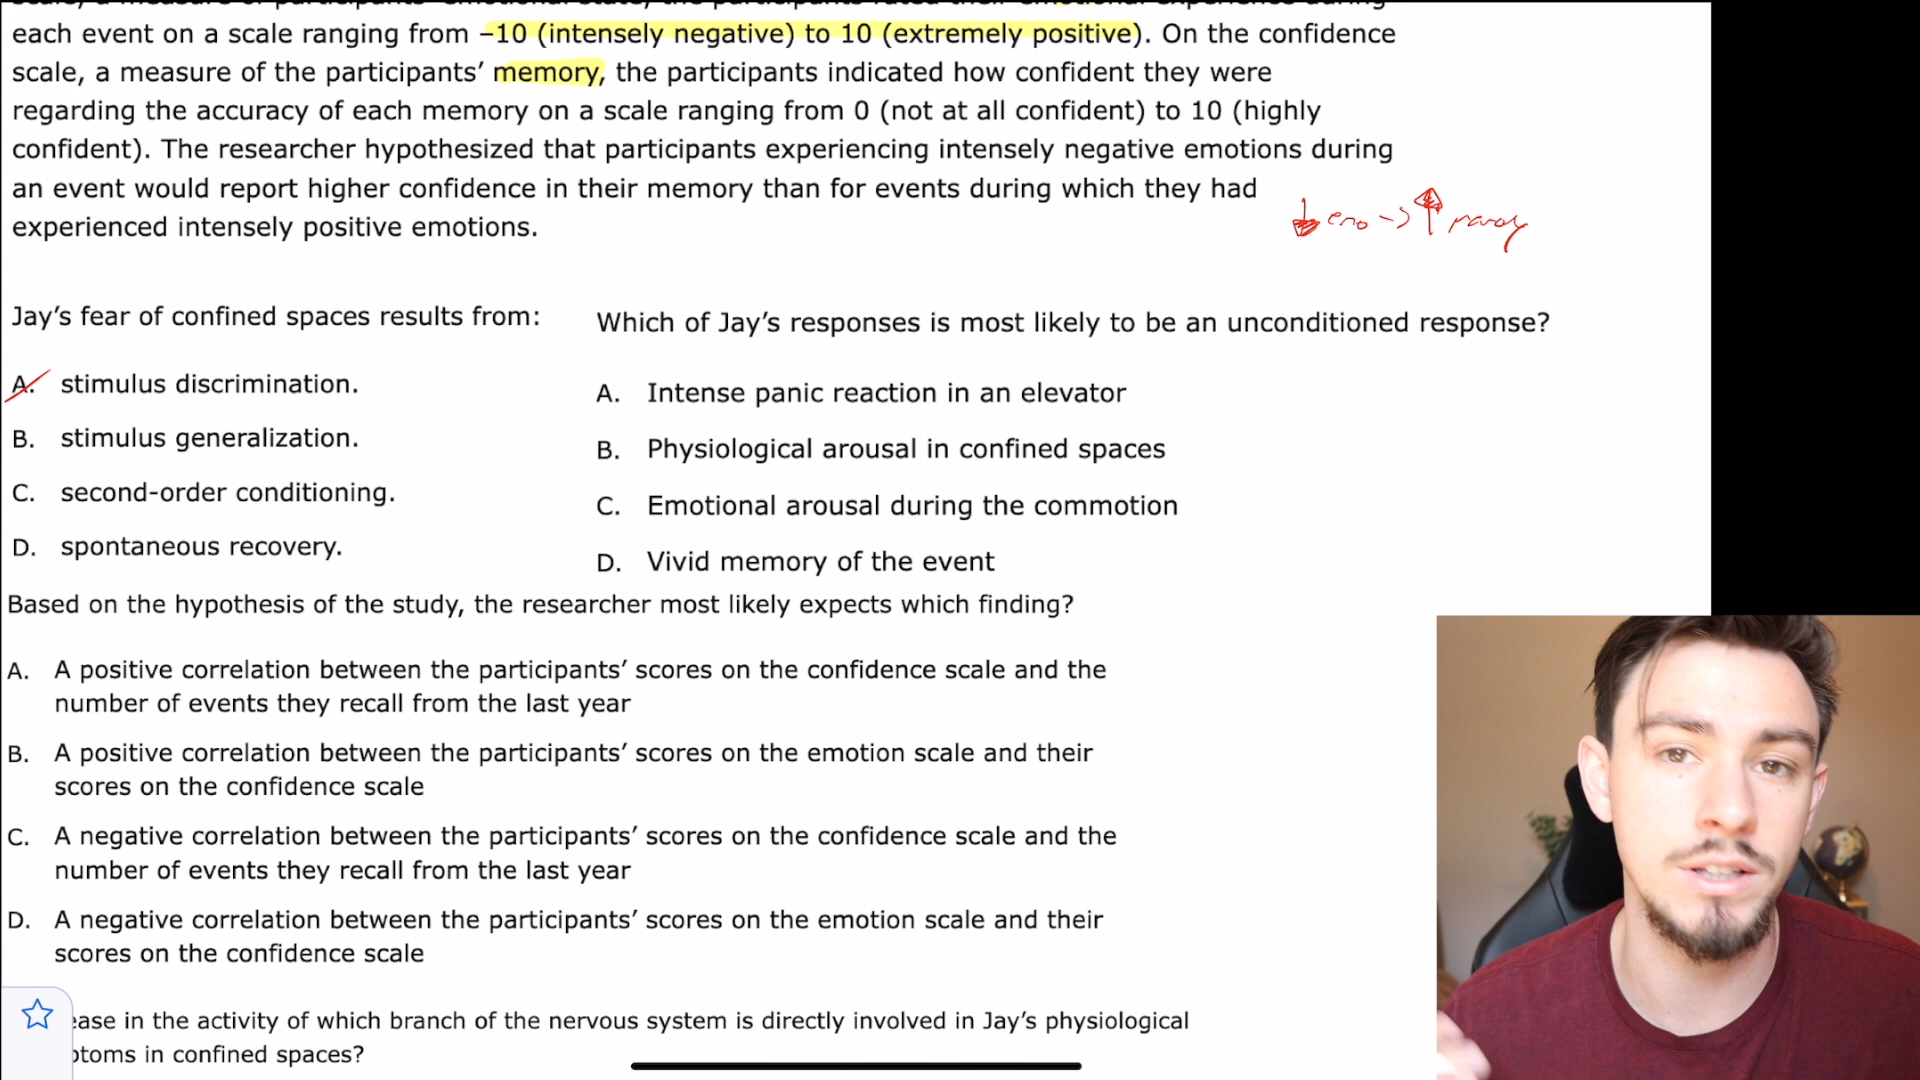 each event on a scale ranging from –10 (intensely negative) to 10 (extremely positive). On the confidence
scale, a measure of the participants’ memory, the participants indicated how confident they were
regarding the accuracy of each memory on a scale ranging from 0 (not at all confident) to 10 (highly
confident). The researcher hypothesized that participants experiencing intensely negative emotions during
an event would report higher confidence in their memory than for events during which they had
experienced intensely positive emotions.
Jay’s fear of confined spaces results from:
A. stimulus discrimination.
B. stimulus generalization.
C. second-order conditioning.
D. spontaneous recovery.
Which of Jay’s responses is most likely to be an unconditioned response?
A. Intense panic reaction in an elevator
B. Physiological arousal in confined spaces
C. Emotional arousal during the commotion
D. Vivid memory of the event
Based on the hypothesis of the study, the researcher most likely expects which finding?
A. A positive correlation between the participants’ scores on the confidence scale and the
number of events they recall from the last year
B. A positive correlation between the participants’ scores on the emotion scale and their
scores on the confidence scale
C. A negative correlation between the participants’ scores on the confidence scale and the
number of events they recall from the last year
D. A negative correlation between the participants’ scores on the emotion scale and their
scores on the confidence scale
ease in the activity of which branch of the nervous system is directly involved in Jay’s physiological
ptoms in confined spaces?